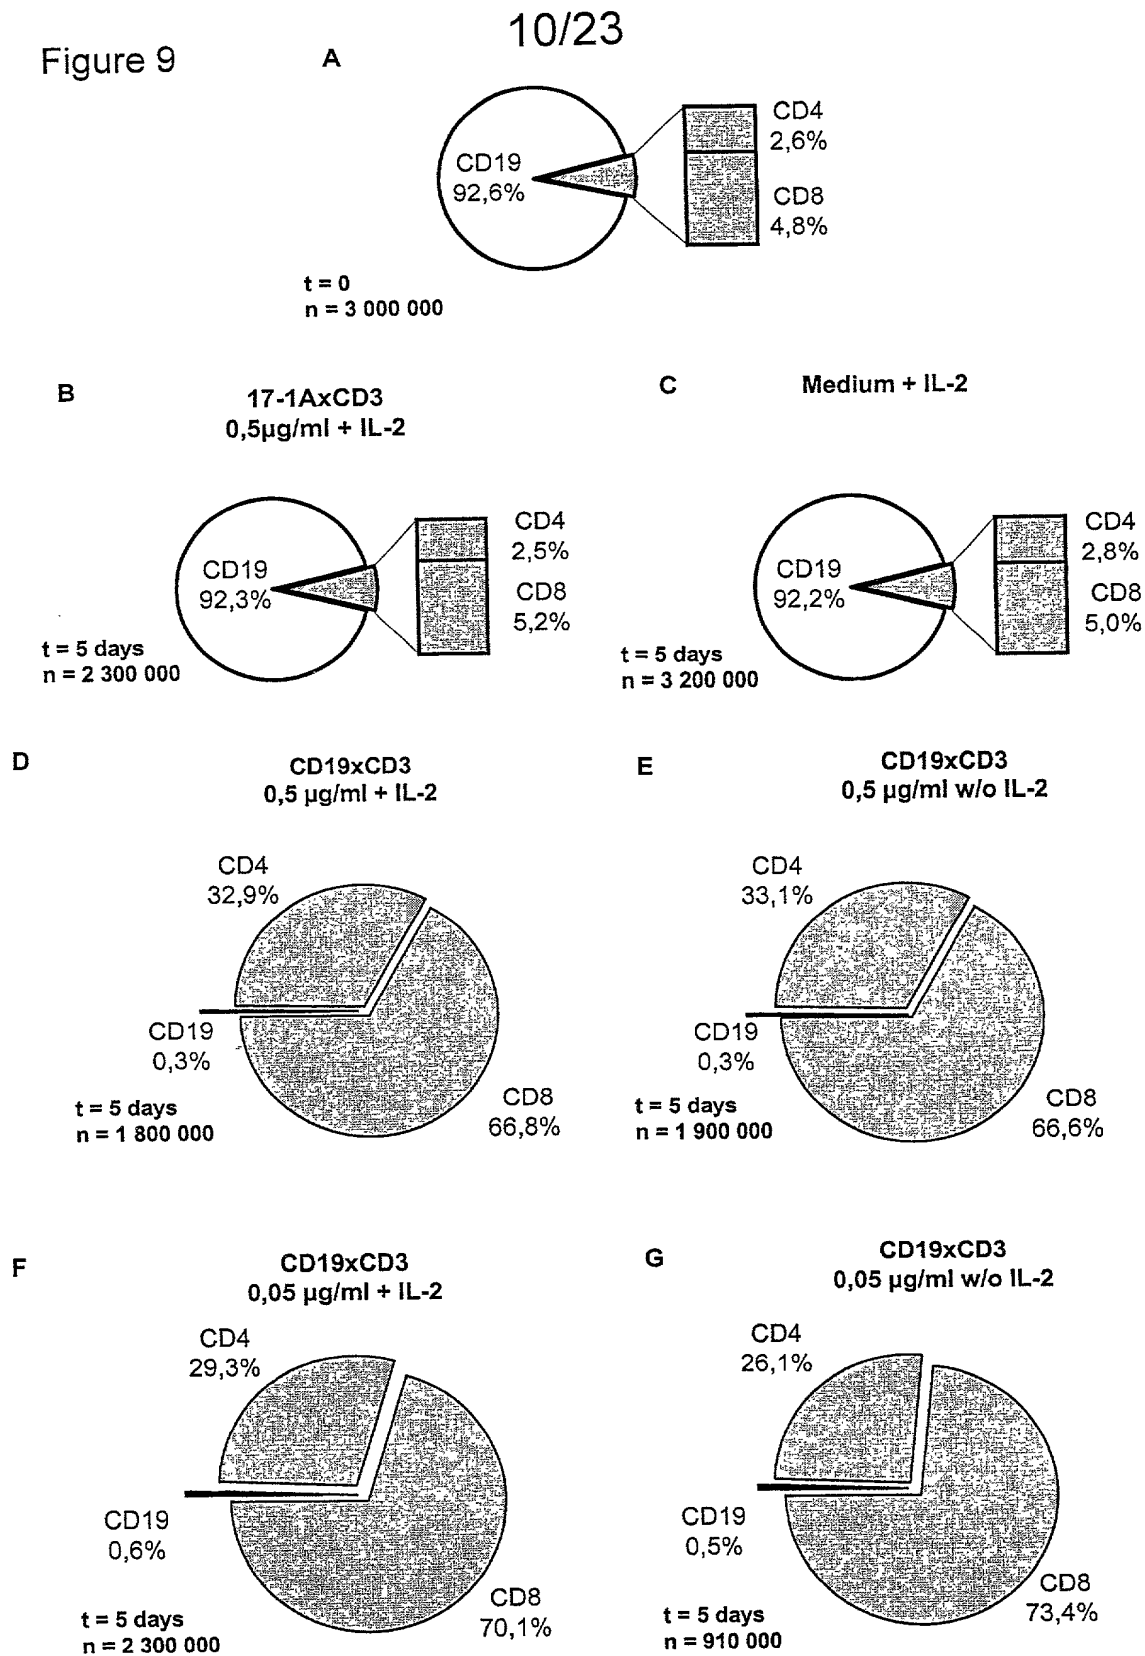 10/23
Figure 9
A
CD19
92,6%
CD4
2,6%
CD8
4,8%
t = 0
n = 3 000 000
B
17-1AxCD3
0,5µg/ml + IL-2
CD19
92,3%
CD4
2,5%
CD8
5,2%
t = 5 days
n = 2 300 000
C
Medium + IL-2
CD19
92,2%
CD4
2,8%
CD8
5,0%
t = 5 days
n = 3 200 000
D
CD19xCD3
0,5 µg/ml + IL-2
CD4
32,9%
CD19
0,3%
CD8
66,8%
t = 5 days
n = 1 800 000
E
CD19xCD3
0,5 µg/ml w/o IL-2
CD4
33,1%
CD19
0,3%
CD8
66,6%
t = 5 days
n = 1 900 000
F
CD19xCD3
0,05 µg/ml + IL-2
CD4
29,3%
CD19
0,6%
CD8
70,1%
t = 5 days
n = 2 300 000
G
CD19xCD3
0,05 µg/ml w/o IL-2
CD4
26,1%
CD19
0,5%
CD8
73,4%
t = 5 days
n = 910 000